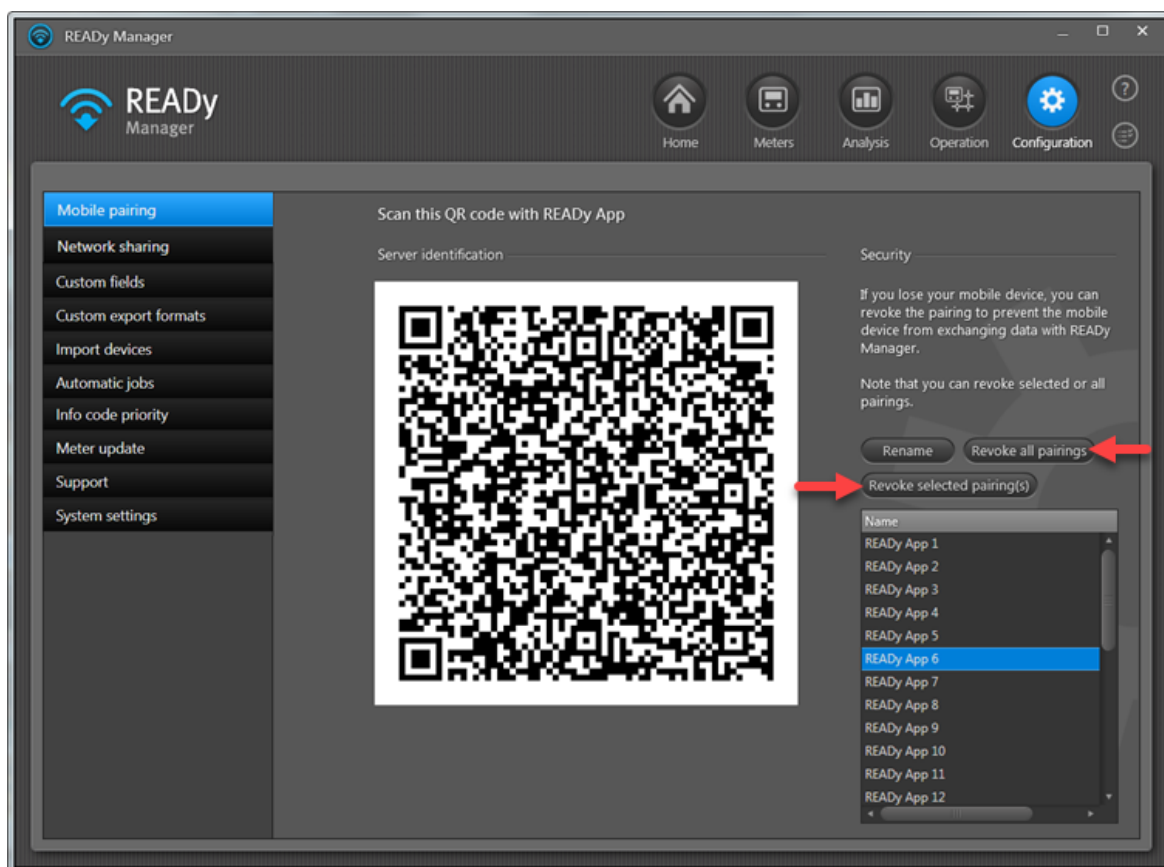 READy Manager
READy
Manager
Home
Meters
Analysis
Operation
Configuration
?
Mobile pairing
Network sharing
Custom fields
Custom export formats
Import devices
Automatic jobs
Info code priority
Meter update
Support
System settings
Scan this QR code with READy App
Server identification
Security
If you lose your mobile device, you can
revoke the pairing to prevent the mobile
device from exchanging data with READy
Manager.
Note that you can revoke selected or all
pairings.
Rename
Revoke all pairings
Revoke selected pairing(s)
Name
READy App 1
READy App 2
READy App 3
READy App 4
READy App 5
READy App 6
READy App 7
READy App 8
READy App 9
READy App 10
READy App 11
READy App 12